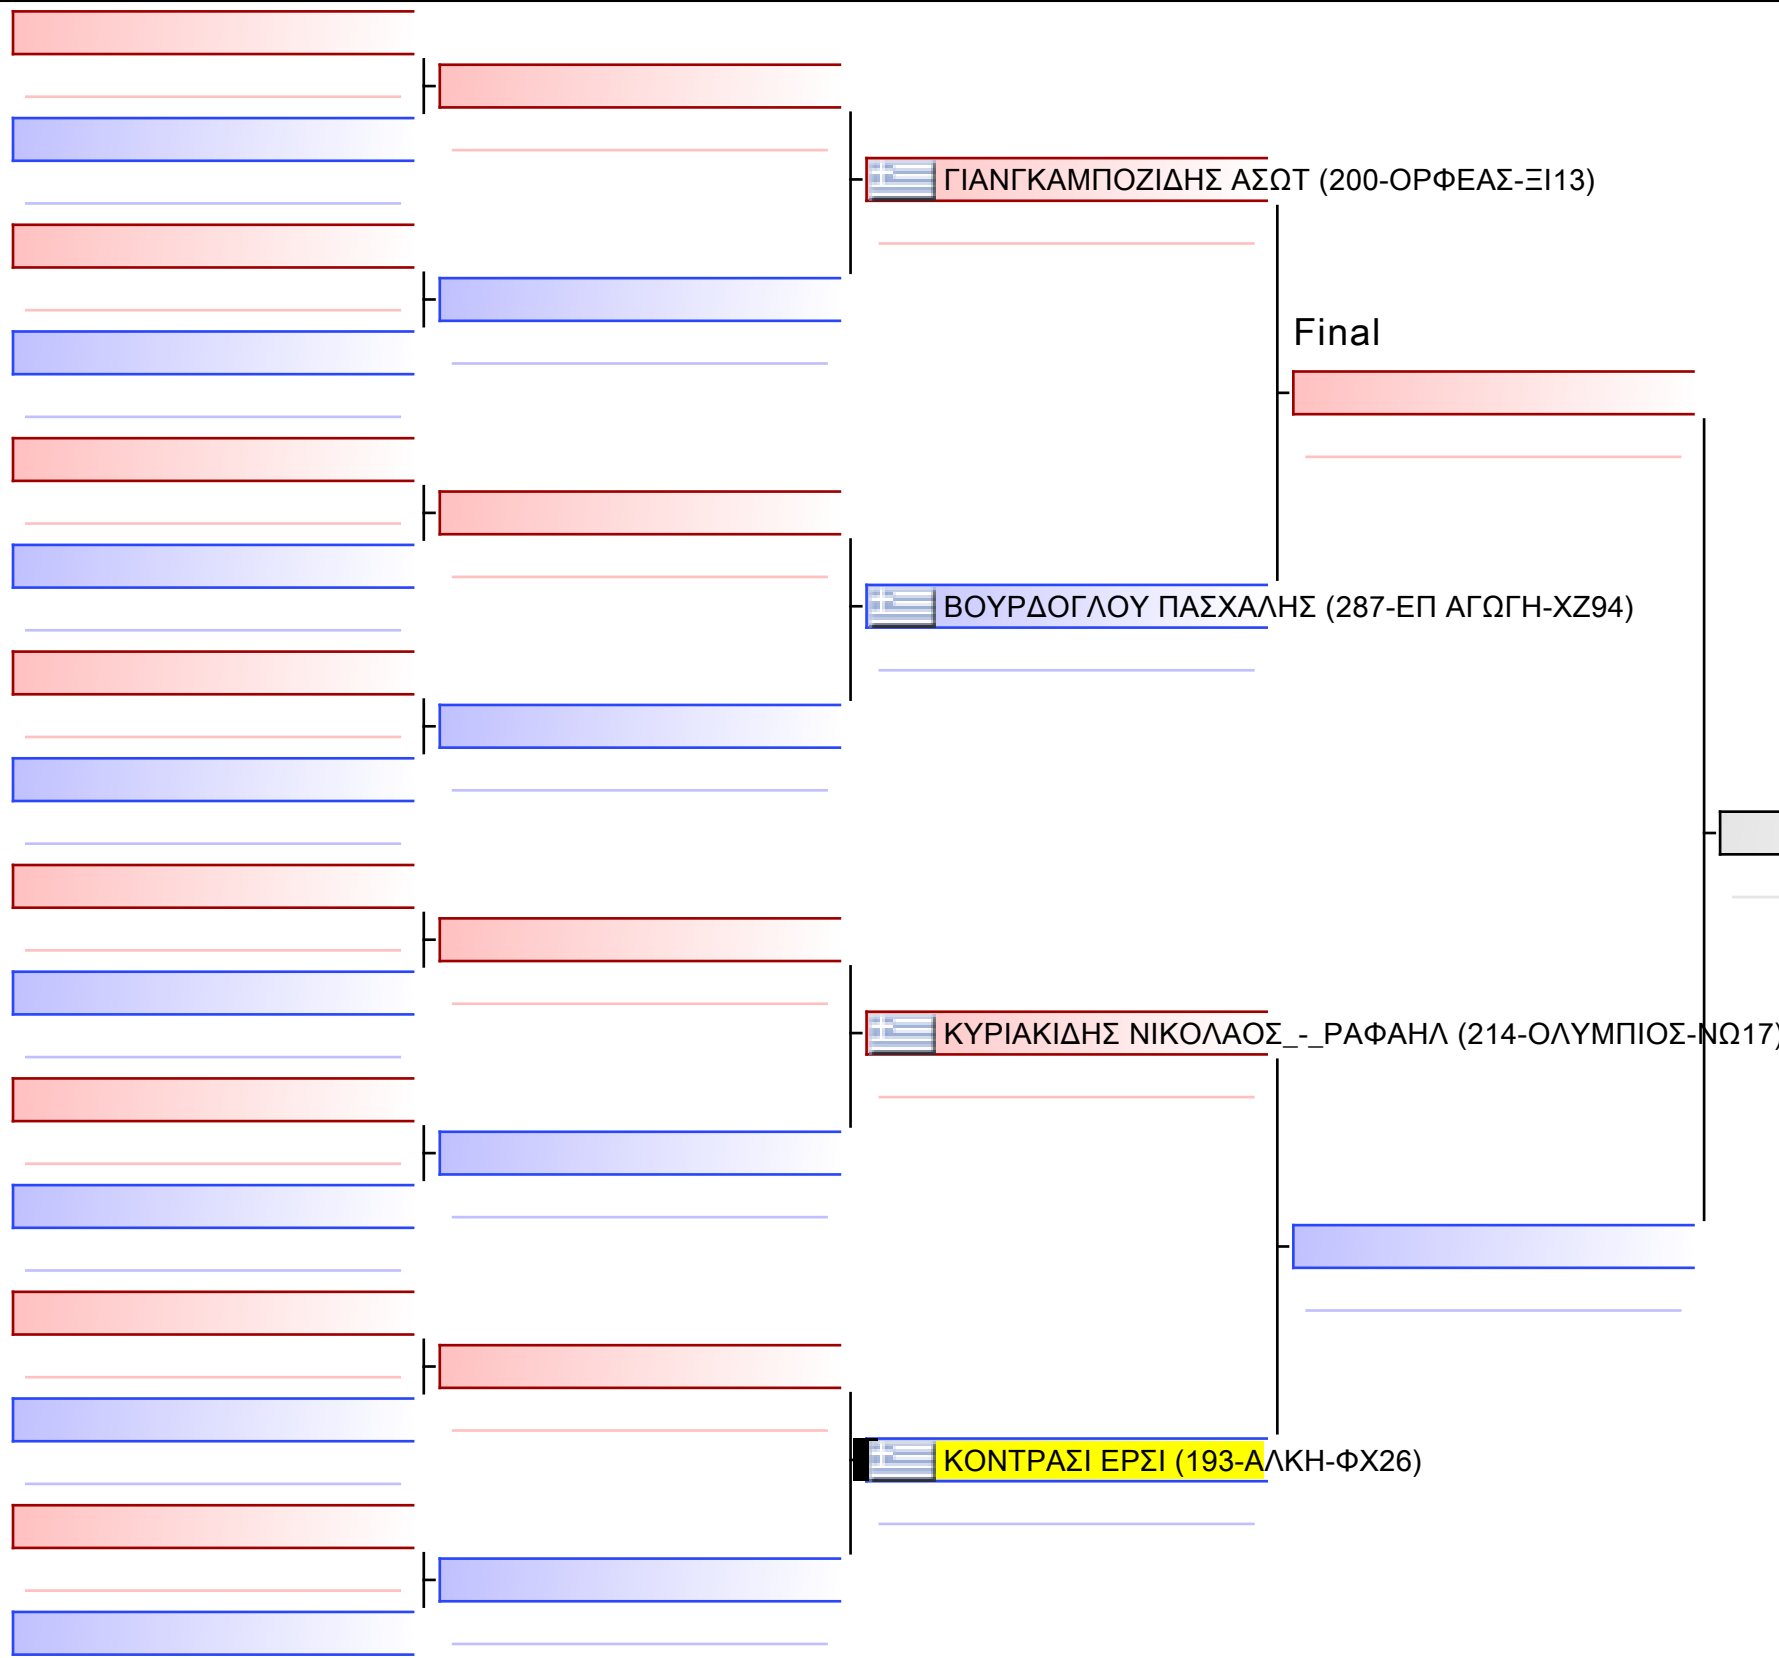 ΓΙΑΝΓΚΑΜΠΟΖΙΔΗΣ ΑΣΩΤ (200-ΟΡΦΕΑΣ-ΞΙ13)
Final
ΒΟΥΡΔΟΓΛΟΥ ΠΑΣΧΑΛΗΣ (287-ΕΠ ΑΓΩΓΗ-ΧΖ94)
ΚΥΡΙΑΚΙΔΗΣ ΝΙΚΟΛΑΟΣ_-_ΡΑΦΑΗΛ (214-ΟΛΥΜΠΙΟΣ-ΝΩ17)
ΚΟΝΤΡΑΣΙ ΕΡΣΙ (193-ΑΛΚΗ-ΦΧ26)